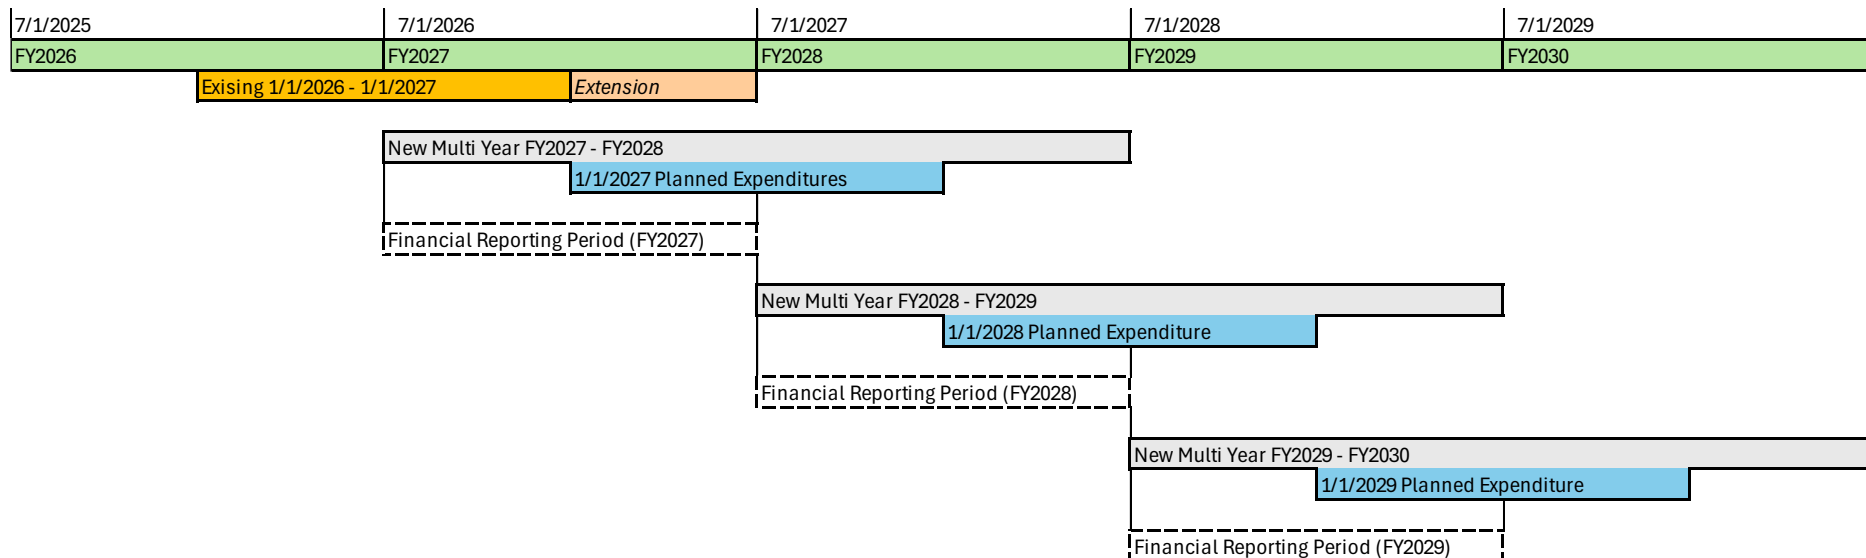 7/1/2025 7/1/2026 7/1/2027 7/1/2028 7/1/2029
FY2026 FY2027 FY2028 FY2029 FY2030
Exising 1/1/2026 - 1/1/2027 Extension
New Multi Year FY2027 - FY2028
1/1/2027 Planned Expenditures
Financial Reporting Period (FY2027)
New Multi Year FY2028 - FY2029
1/1/2028 Planned Expenditure
Financial Reporting Period (FY2028)
New Multi Year FY2029 - FY2030
1/1/2029 Planned Expenditure
Financial Reporting Period (FY2029)